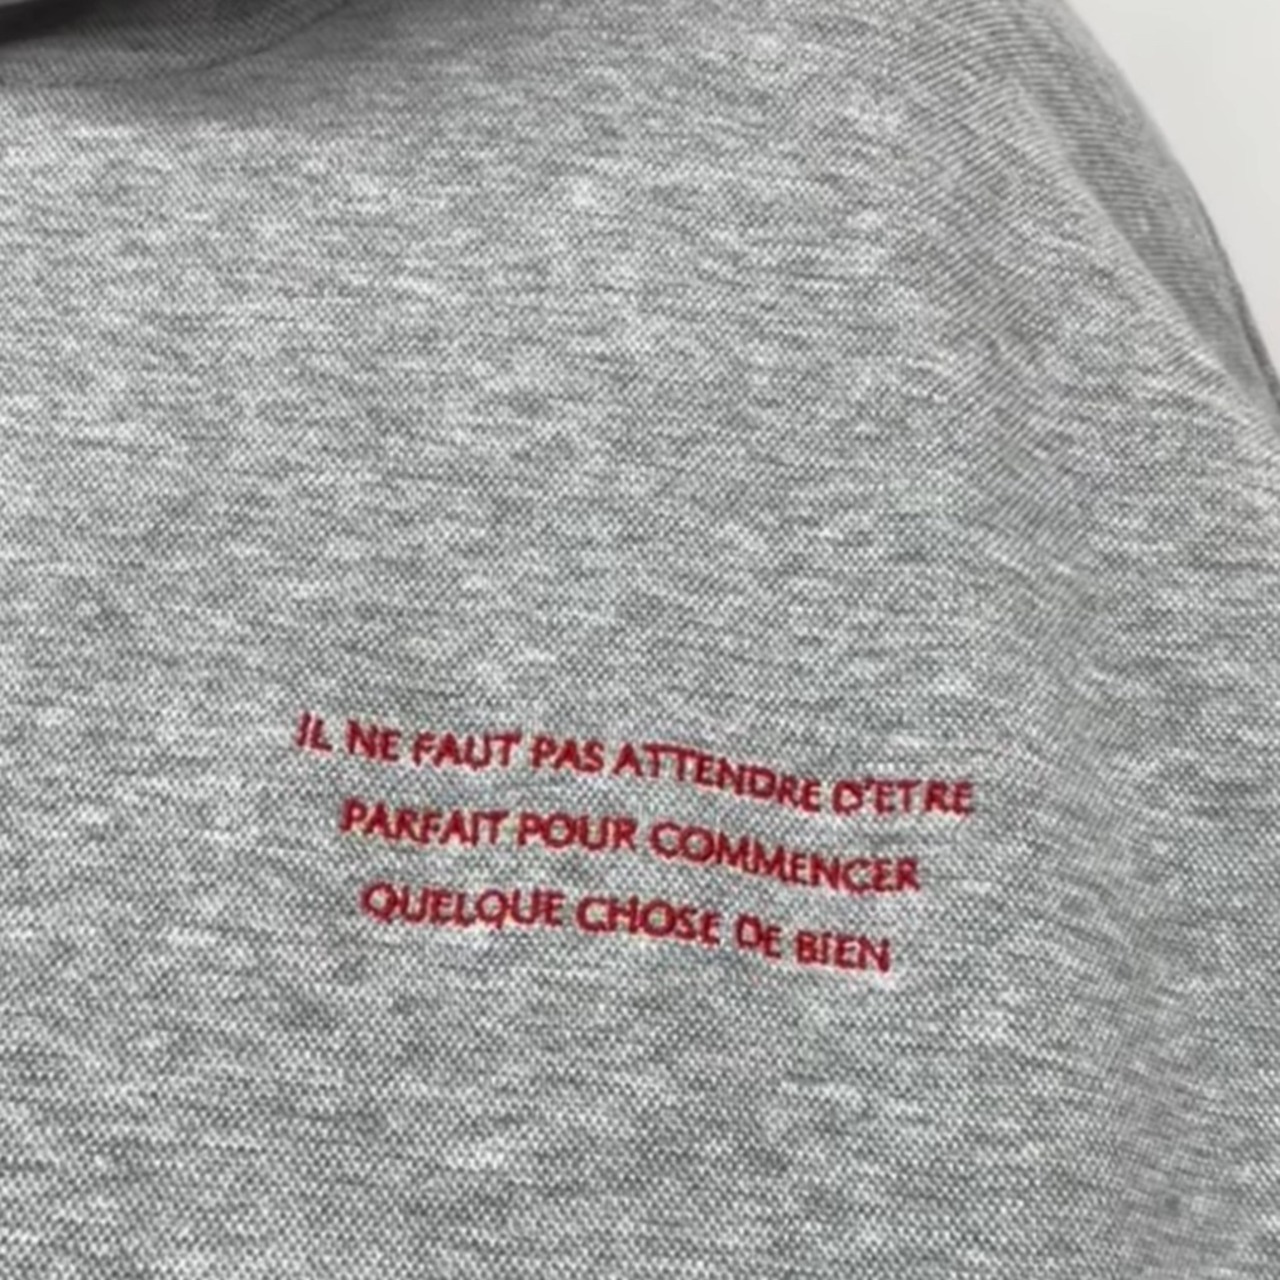 IL NE FAUT PAS ATTENDRE D'ETRE
PARFAIT POUR COMMENCER
QUELQUE CHOSE DE BIEN